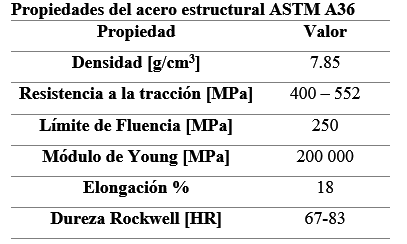 Propiedades del acero estructural ASTM A36
Propiedad Valor
Densidad [g/cm³] 7.85
Resistencia a la tracción [MPa] 400 – 552
Límite de Fluencia [MPa] 250
Módulo de Young [MPa] 200 000
Elongación % 18
Dureza Rockwell [HR] 67-83